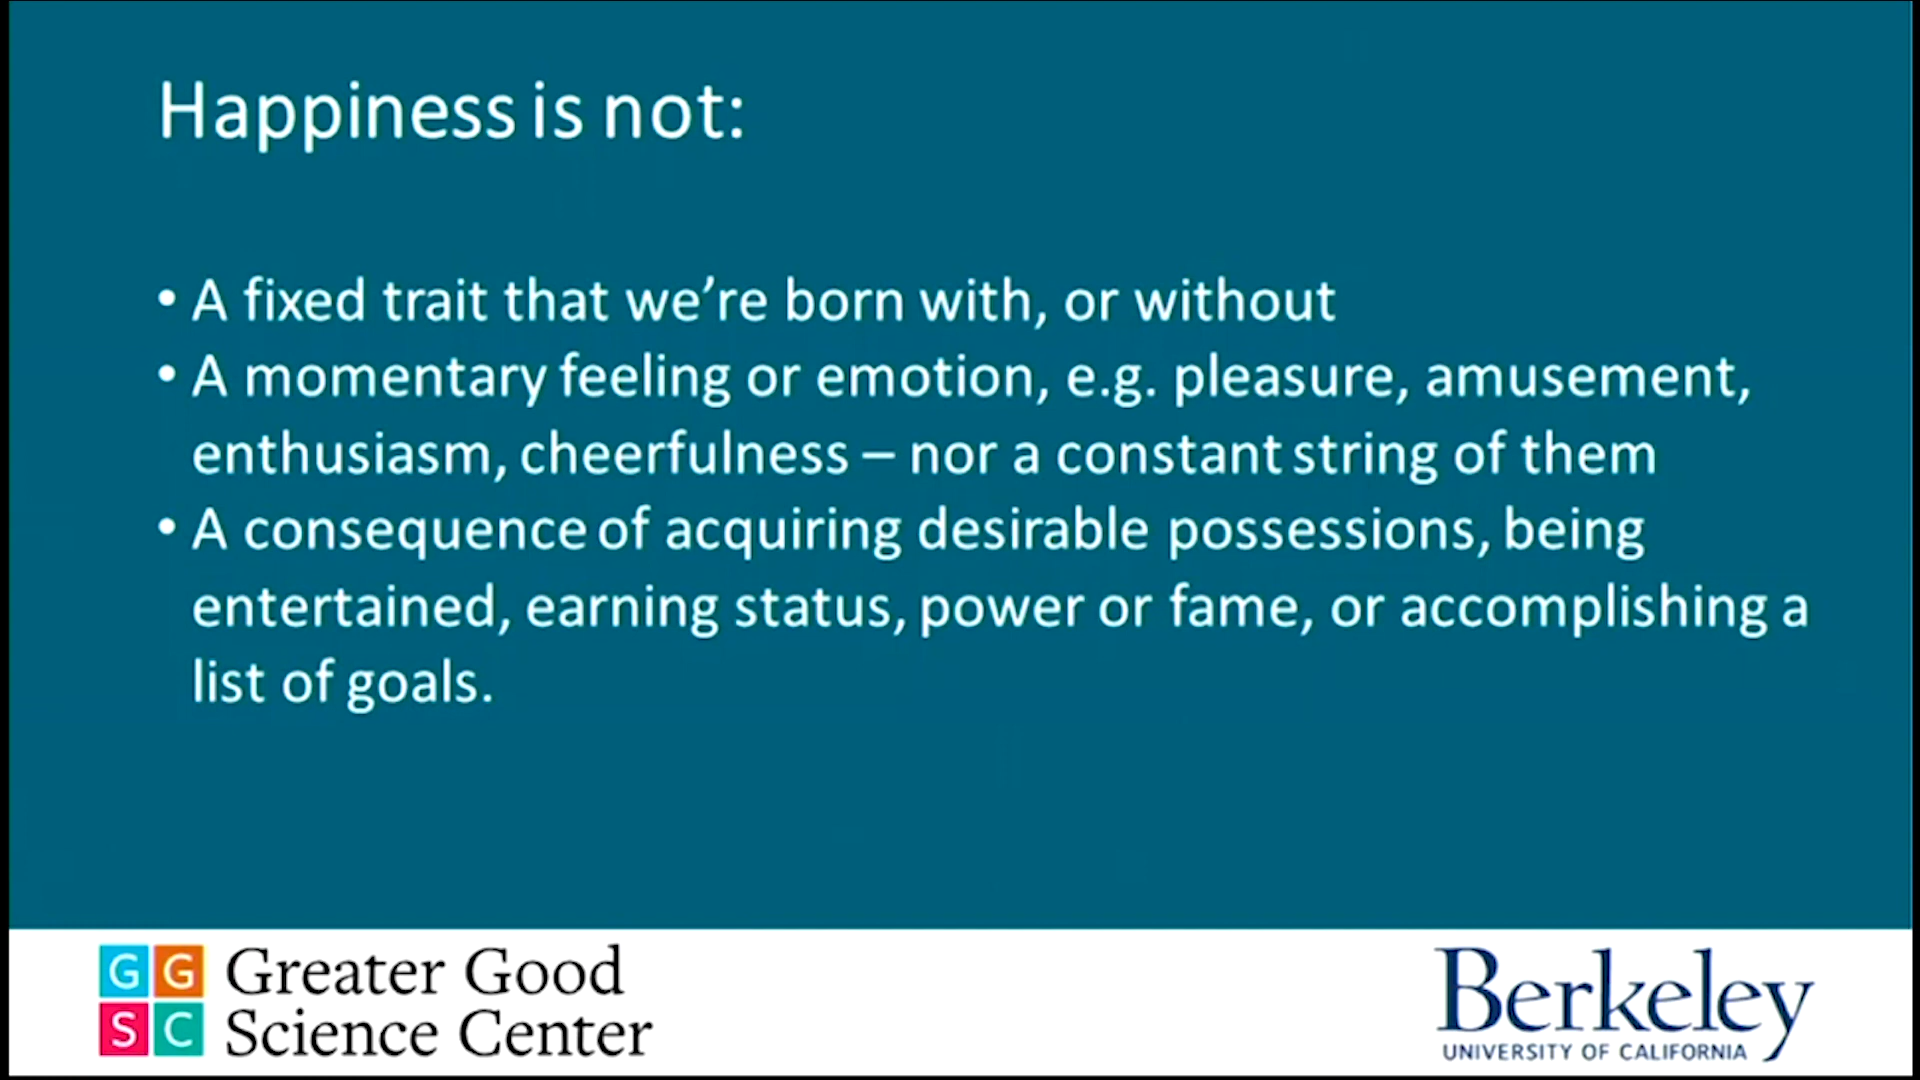 Happiness is not:
• A fixed trait that we’re born with, or without
• A momentary feeling or emotion, e.g. pleasure, amusement,
enthusiasm, cheerfulness – nor a constant string of them
• A consequence of acquiring desirable possessions, being
entertained, earning status, power or fame, or accomplishing a
list of goals.
GG
SC
Greater Good
Science Center
Berkeley
UNIVERSITY OF CALIFORNIA